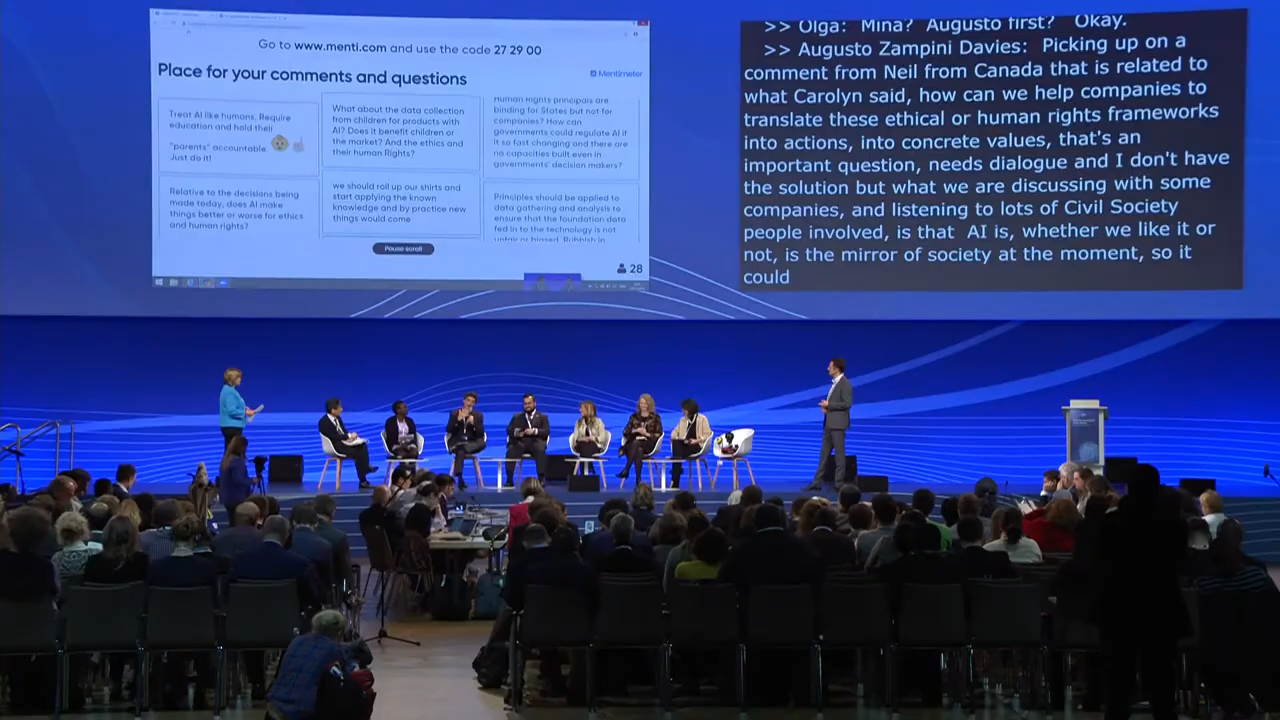 Go to www.menti.com and use the code 27 29 00
Place for your comments and questions
Mentimeter
Treat AI like humans. Require
education and hold their
"parents" accountable.
Just do it!
What about the data collection
from children for products with
AI? Does it benefit children or
the market? And the ethics and
their human Rights?
Human Rights principals are
binding for States but not for
companies? How can
governments could regulate AI if
it so fast changing and there are
no capacities built even in
governments' decision makers?
Relative to the decisions being
made today, does AI make
things better or worse for ethics
and human rights?
we should roll up our shirts and
start applying the known
knowledge and by practice new
things would come
Principles should be applied to
data gathering and analysis to
ensure that the foundation data
fed in to the technology is not
unfair or biased. Rubbish in
Pause scroll
28
>> Olga: Mina? Augusto first? Okay.
>> Augusto Zampini Davies: Picking up on a
comment from Neil from Canada that is related to
what Carolyn said, how can we help companies to
translate these ethical or human rights frameworks
into actions, into concrete values, that's an
important question, needs dialogue and I don't have
the solution but what we are discussing with some
companies, and listening to lots of Civil Society
people involved, is that AI is, whether we like it or
not, is the mirror of society at the moment, so it
could